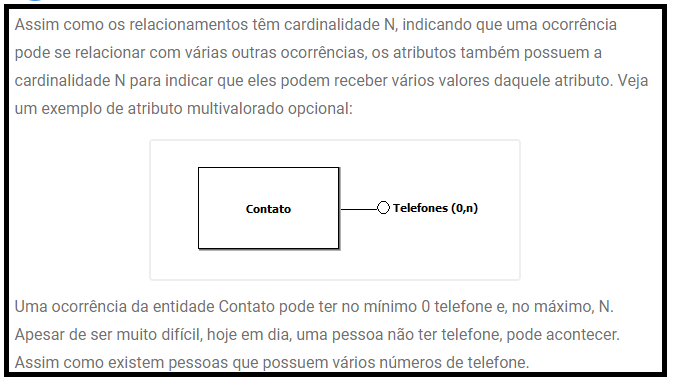 Assim como os relacionamentos têm cardinalidade N, indicando que uma ocorrência
pode se relacionar com várias outras ocorrências, os atributos também possuem a
cardinalidade N para indicar que eles podem receber vários valores daquele atributo. Veja
um exemplo de atributo multivalorado opcional:
Contato
Telefones (0,n)
Uma ocorrência da entidade Contato pode ter no mínimo 0 telefone e, no máximo, N.
Apesar de ser muito difícil, hoje em dia, uma pessoa não ter telefone, pode acontecer.
Assim como existem pessoas que possuem vários números de telefone.